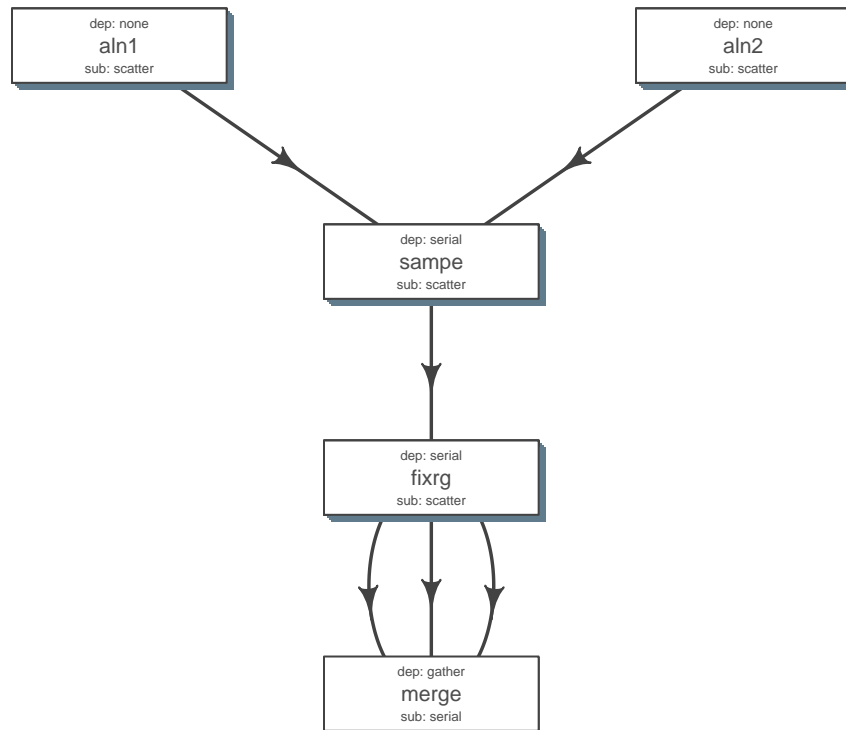 dep: none
aln1
sub: scatter
dep: none
aln2
sub: scatter
dep: serial
sampe
sub: scatter
dep: serial
fixrg
sub: scatter
dep: gather
merge
sub: serial